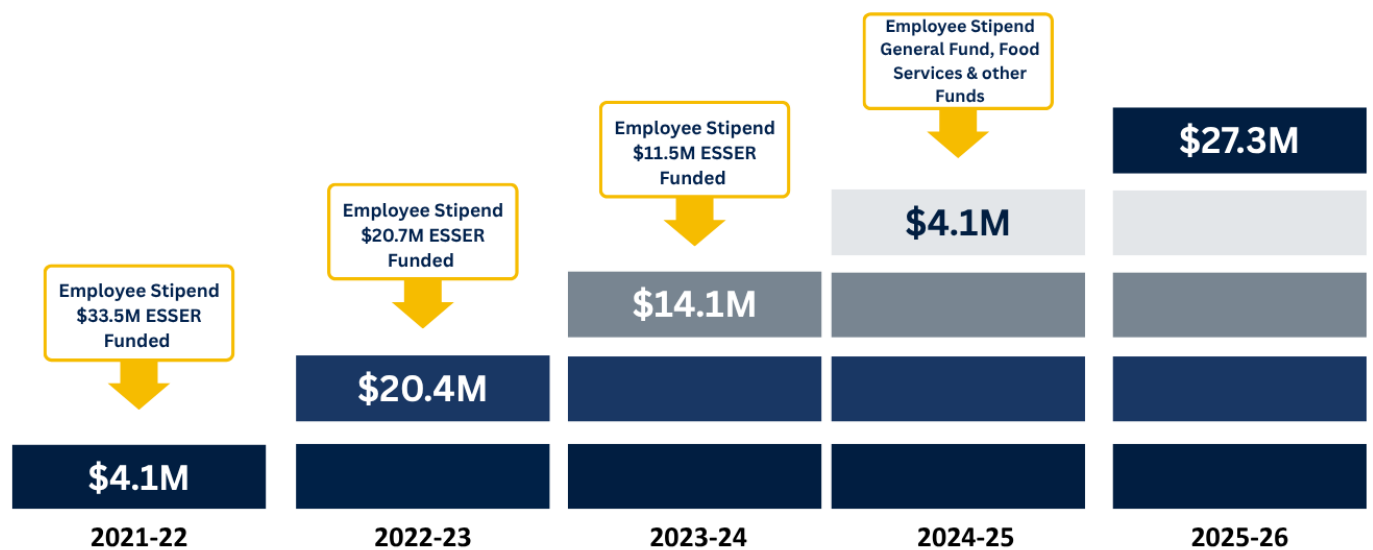 Employee Stipend
General Fund, Food
Services & other
Funds
Employee Stipend
$11.5M ESSER
Funded
$27.3M
Employee Stipend
$20.7M ESSER
Funded
$4.1M
Employee Stipend
$33.5M ESSER
Funded
$14.1M
$20.4M
$4.1M
2021-22
2022-23
2023-24
2024-25
2025-26